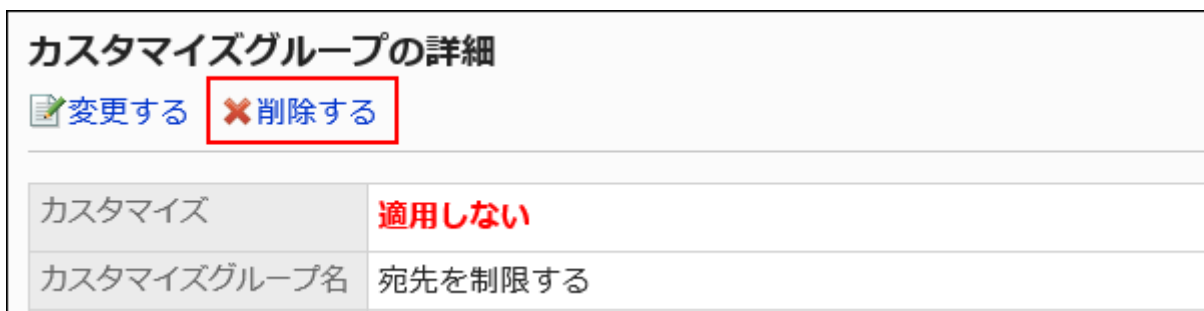 カスタマイズグループの詳細
変更する 削除する
カスタマイズ 適用しない
カスタマイズグループ名 宛先を制限する